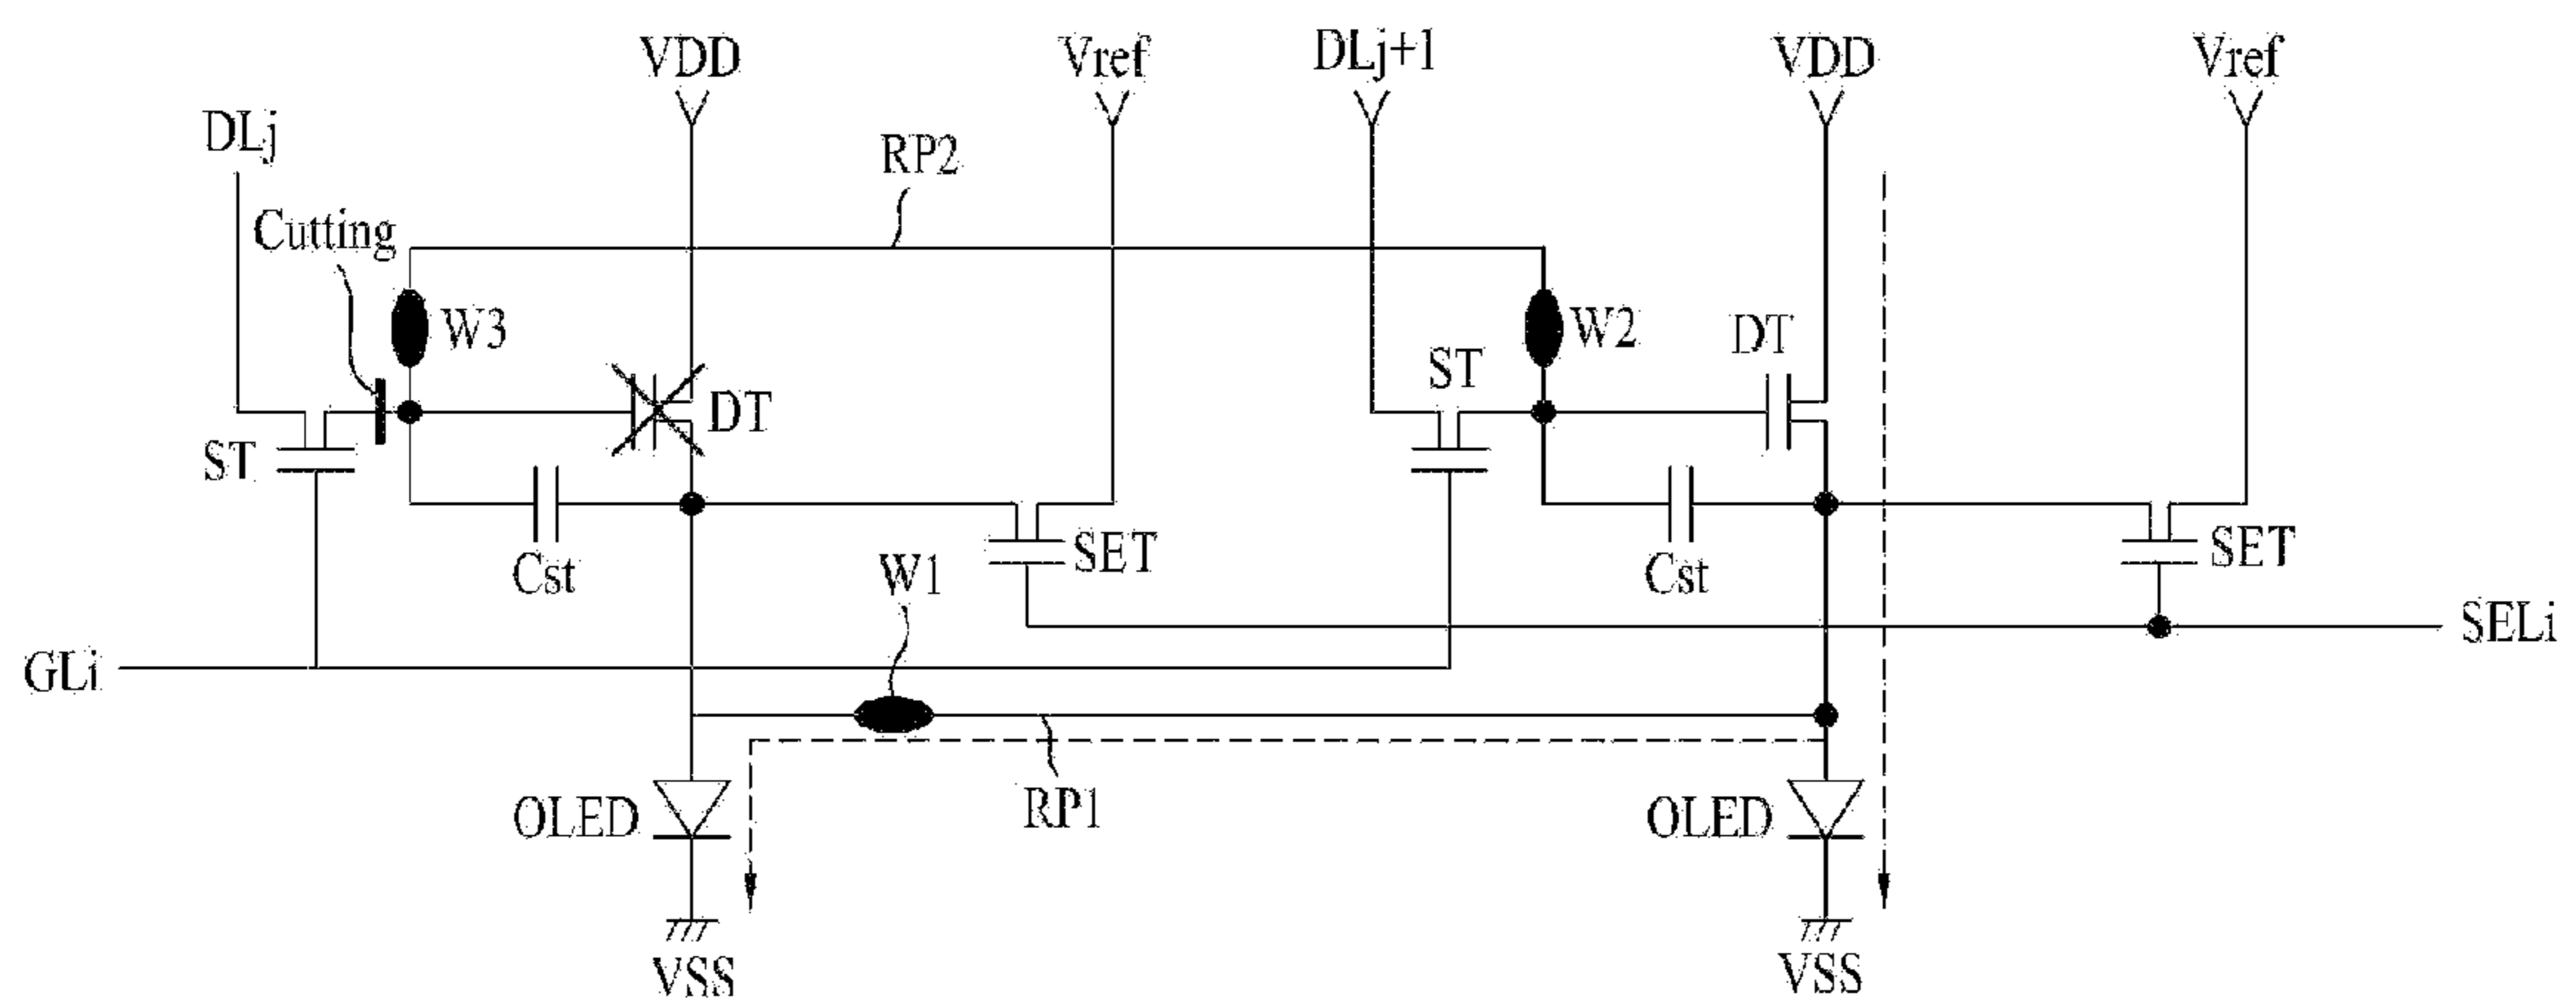 VDD
Vref
DLj+1
VDD
Vref
DLj
RP2
Cutting
W3
W2
DT
ST
DT
ST
SET
SET
Cst
W1
Cst
SELi
GLi
OLED
RP1
OLED
VSS
VSS